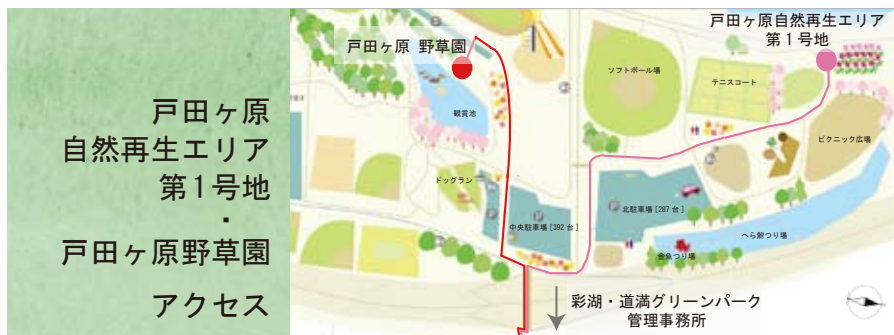 戸田ヶ原
自然再生エリア
第1号地
・
戸田ヶ原野草園
アクセス
戸田ヶ原 野草園
戸田ヶ原自然再生エリア
第1号地
ソフトボール場
テニスコート
観賞池
ピクニック広場
ドッグラン
中央駐車場[392台]
北駐車場[287台]
へら鮒つり場
金魚つり場
彩湖・道満グリーンパーク
管理事務所